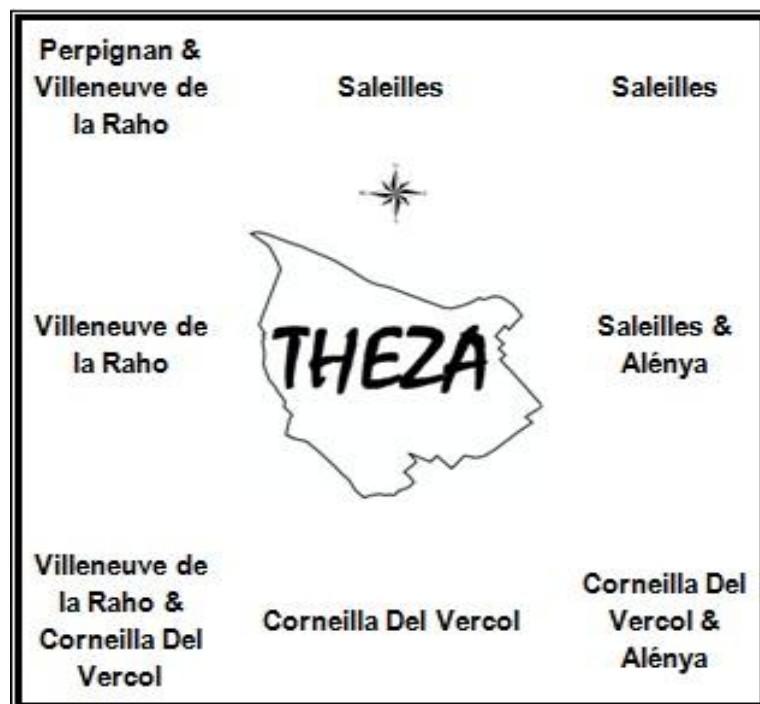 Perpignan &
Villeneuve de
la Raho
Saleilles
Saleilles
Villeneuve de
la Raho
THEZA
Saleilles &
Alénya
Villeneuve de
la Raho &
Corneilla Del
Vercol
Corneilla Del Vercol
Corneilla Del
Vercol &
Alénya